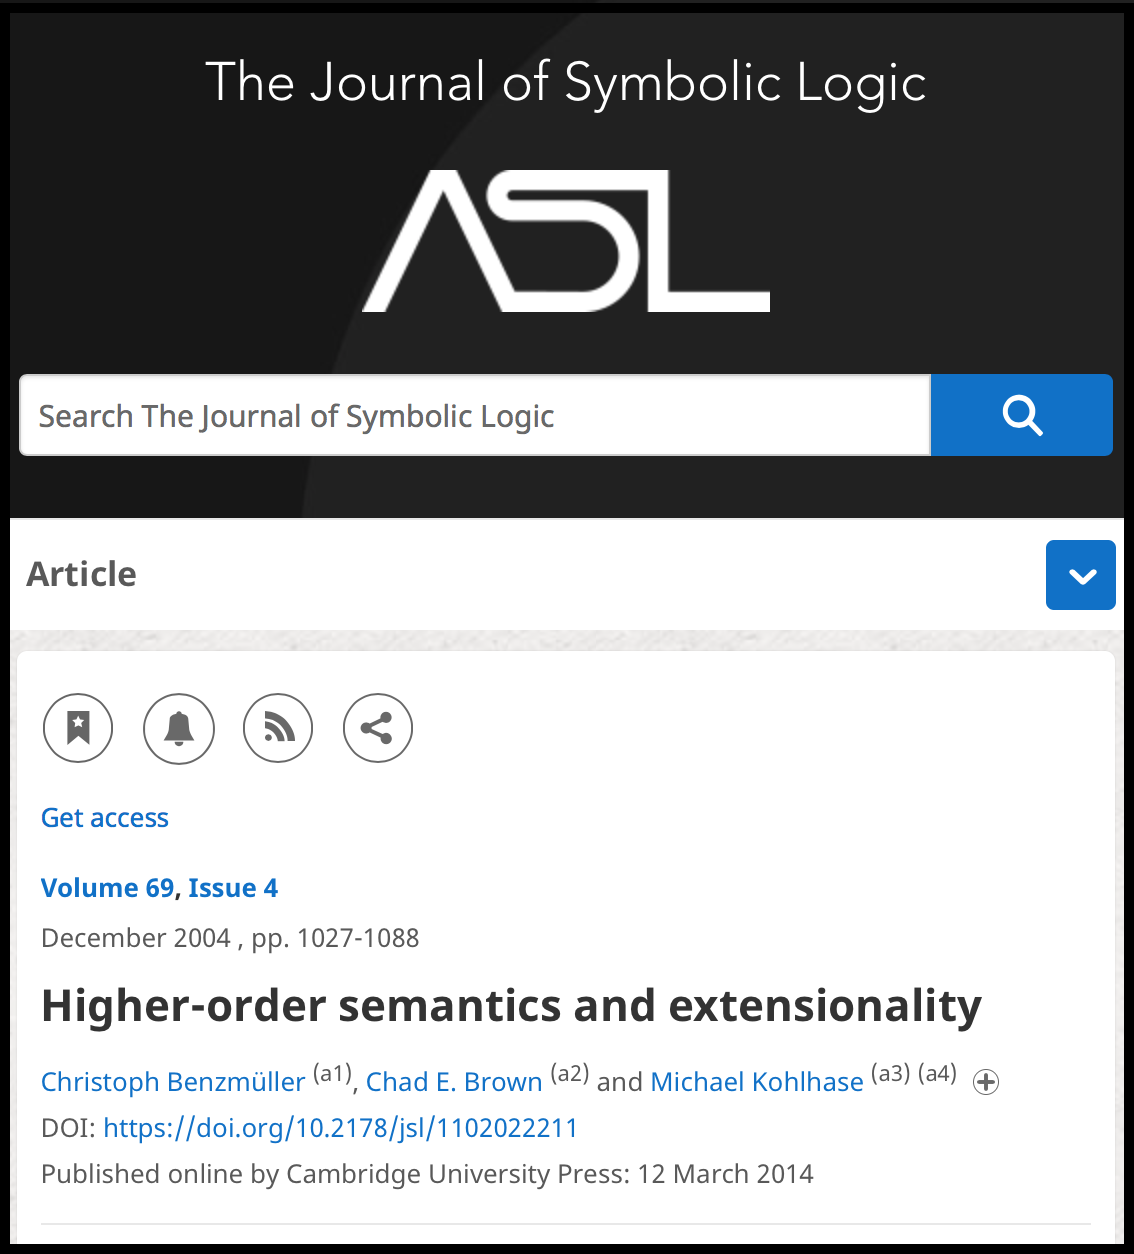 The Journal of Symbolic Logic
ASL
Search The Journal of Symbolic Logic
Article
Get access
Volume 69, Issue 4
December 2004 , pp. 1027-1088
Higher-order semantics and extensionality
Christoph Benzmüller (a1), Chad E. Brown (a2) and Michael Kohlhase (a3) (a4)
DOI: https://doi.org/10.2178/jsl/1102022211
Published online by Cambridge University Press: 12 March 2014